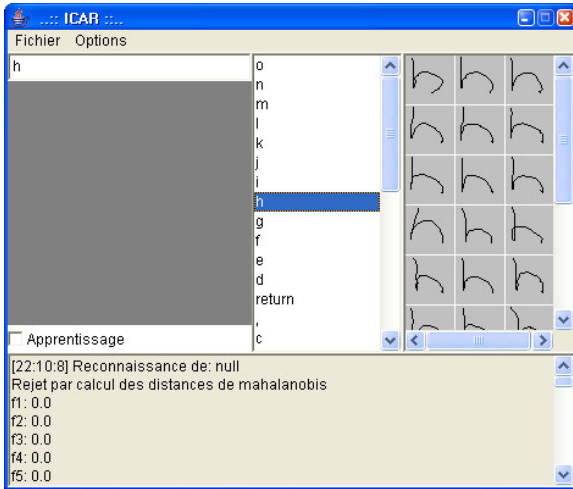 ..:: ICAR ::..
Fichier Options
h
o
n
m
l
k
j
i
h
g
f
e
d
return
,
c
Apprentissage
[22:10:8] Reconnaissance de: null
Rejet par calcul des distances de mahalanobis
f1: 0.0
f2: 0.0
f3: 0.0
f4: 0.0
f5: 0.0